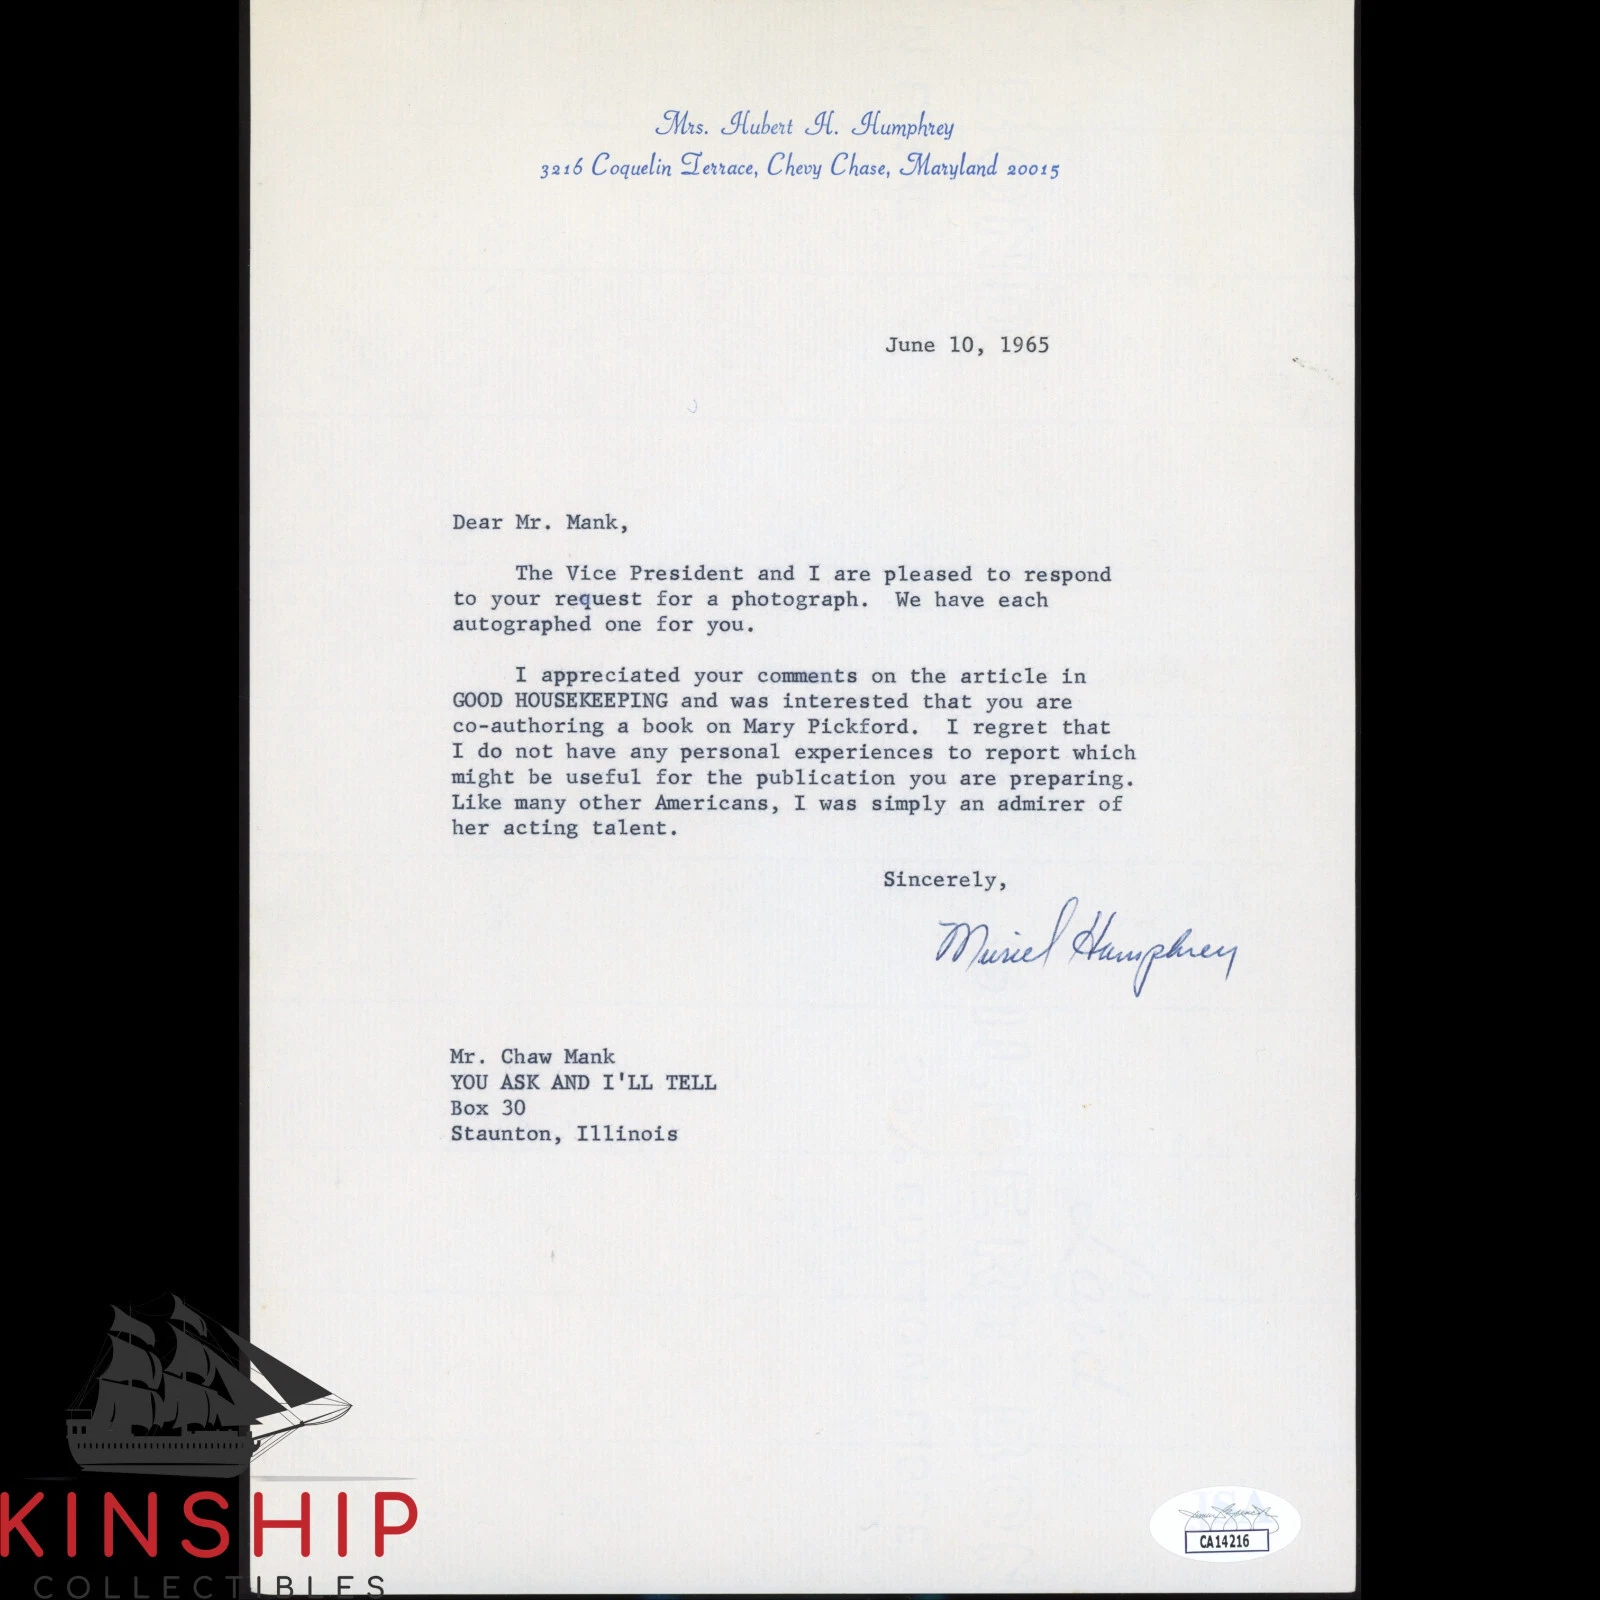 Mrs. Hubert H. Humphrey
3216 Coquelin Terrace, Chevy Chase, Maryland 20015
June 10, 1965
Dear Mr. Mank,
The Vice President and I are pleased to respond
to your request for a photograph. We have each
autographed one for you.
I appreciated your comments on the article in
GOOD HOUSEKEEPING and was interested that you are
co-authoring a book on Mary Pickford. I regret that
I do not have any personal experiences to report which
might be useful for the publication you are preparing.
Like many other Americans, I was simply an admirer of
her acting talent.
Sincerely,
Muriel Humphrey
Mr. Chaw Mank
YOU ASK AND I'LL TELL
Box 30
Staunton, Illinois
KINSHIP
COLLECTIBLES
CA14216